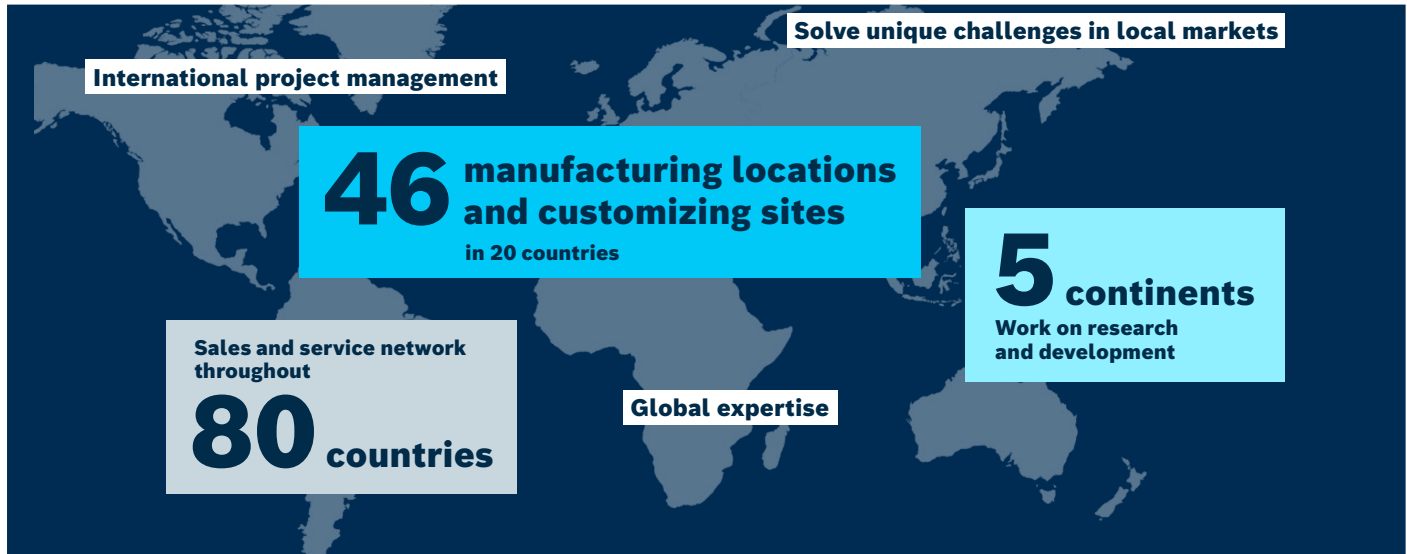 Solve unique challenges in local markets
International project management
46 manufacturing locations
and customizing sites
in 20 countries
5 continents
Work on research
and development
Sales and service network
throughout
80 countries
Global expertise